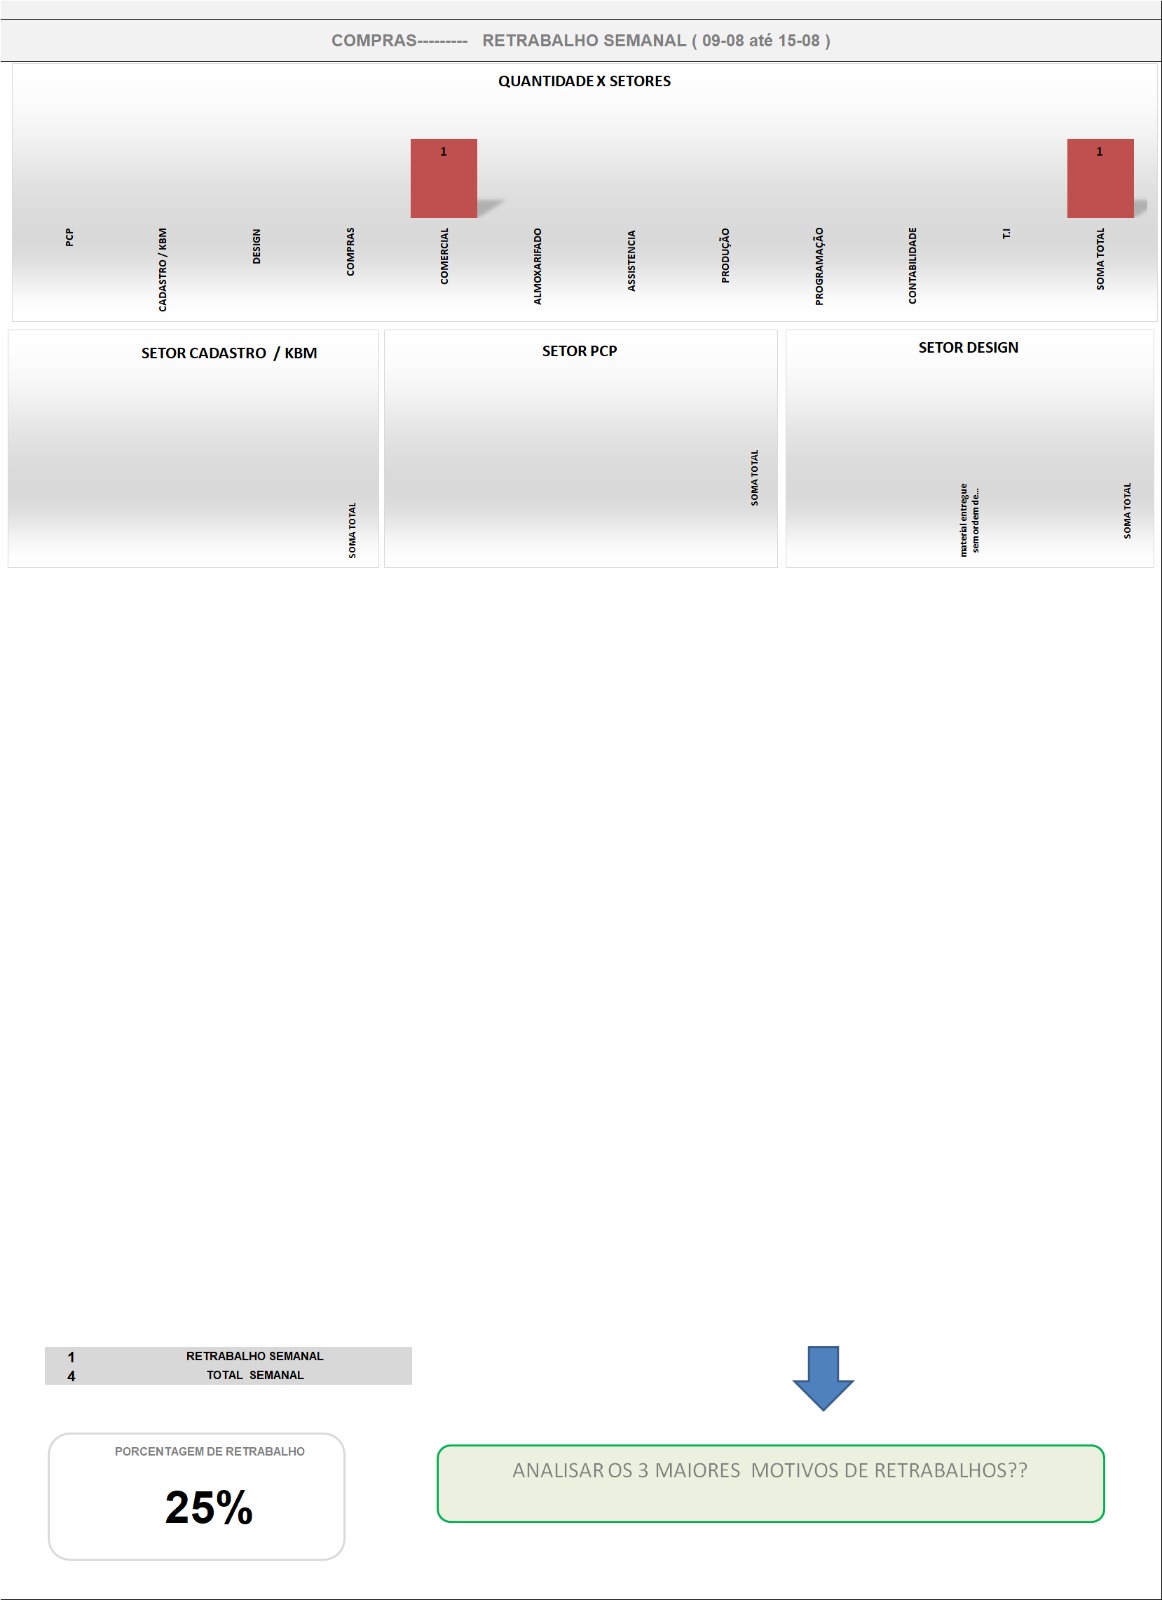 COMPRAS--------- RETRABALHO SEMANAL ( 09-08 até 15-08 )
QUANTIDADE X SETORES
1
1
PCP
CADASTRO / KBM
DESIGN
COMPRAS
COMERCIAL
ALMOXARIFADO
ASSISTENCIA
PRODUÇÃO
PROGRAMAÇÃO
CONTABILIDADE
T.I
SOMA TOTAL
SETOR CADASTRO / KBM
SOMA TOTAL
SETOR PCP
SOMA TOTAL
SETOR DESIGN
material entregue
sem ordem de...
SOMA TOTAL
1 RETRABALHO SEMANAL
4 TOTAL SEMANAL
PORCENTAGEM DE RETRABALHO
25%
ANALISAR OS 3 MAIORES MOTIVOS DE RETRABALHOS??